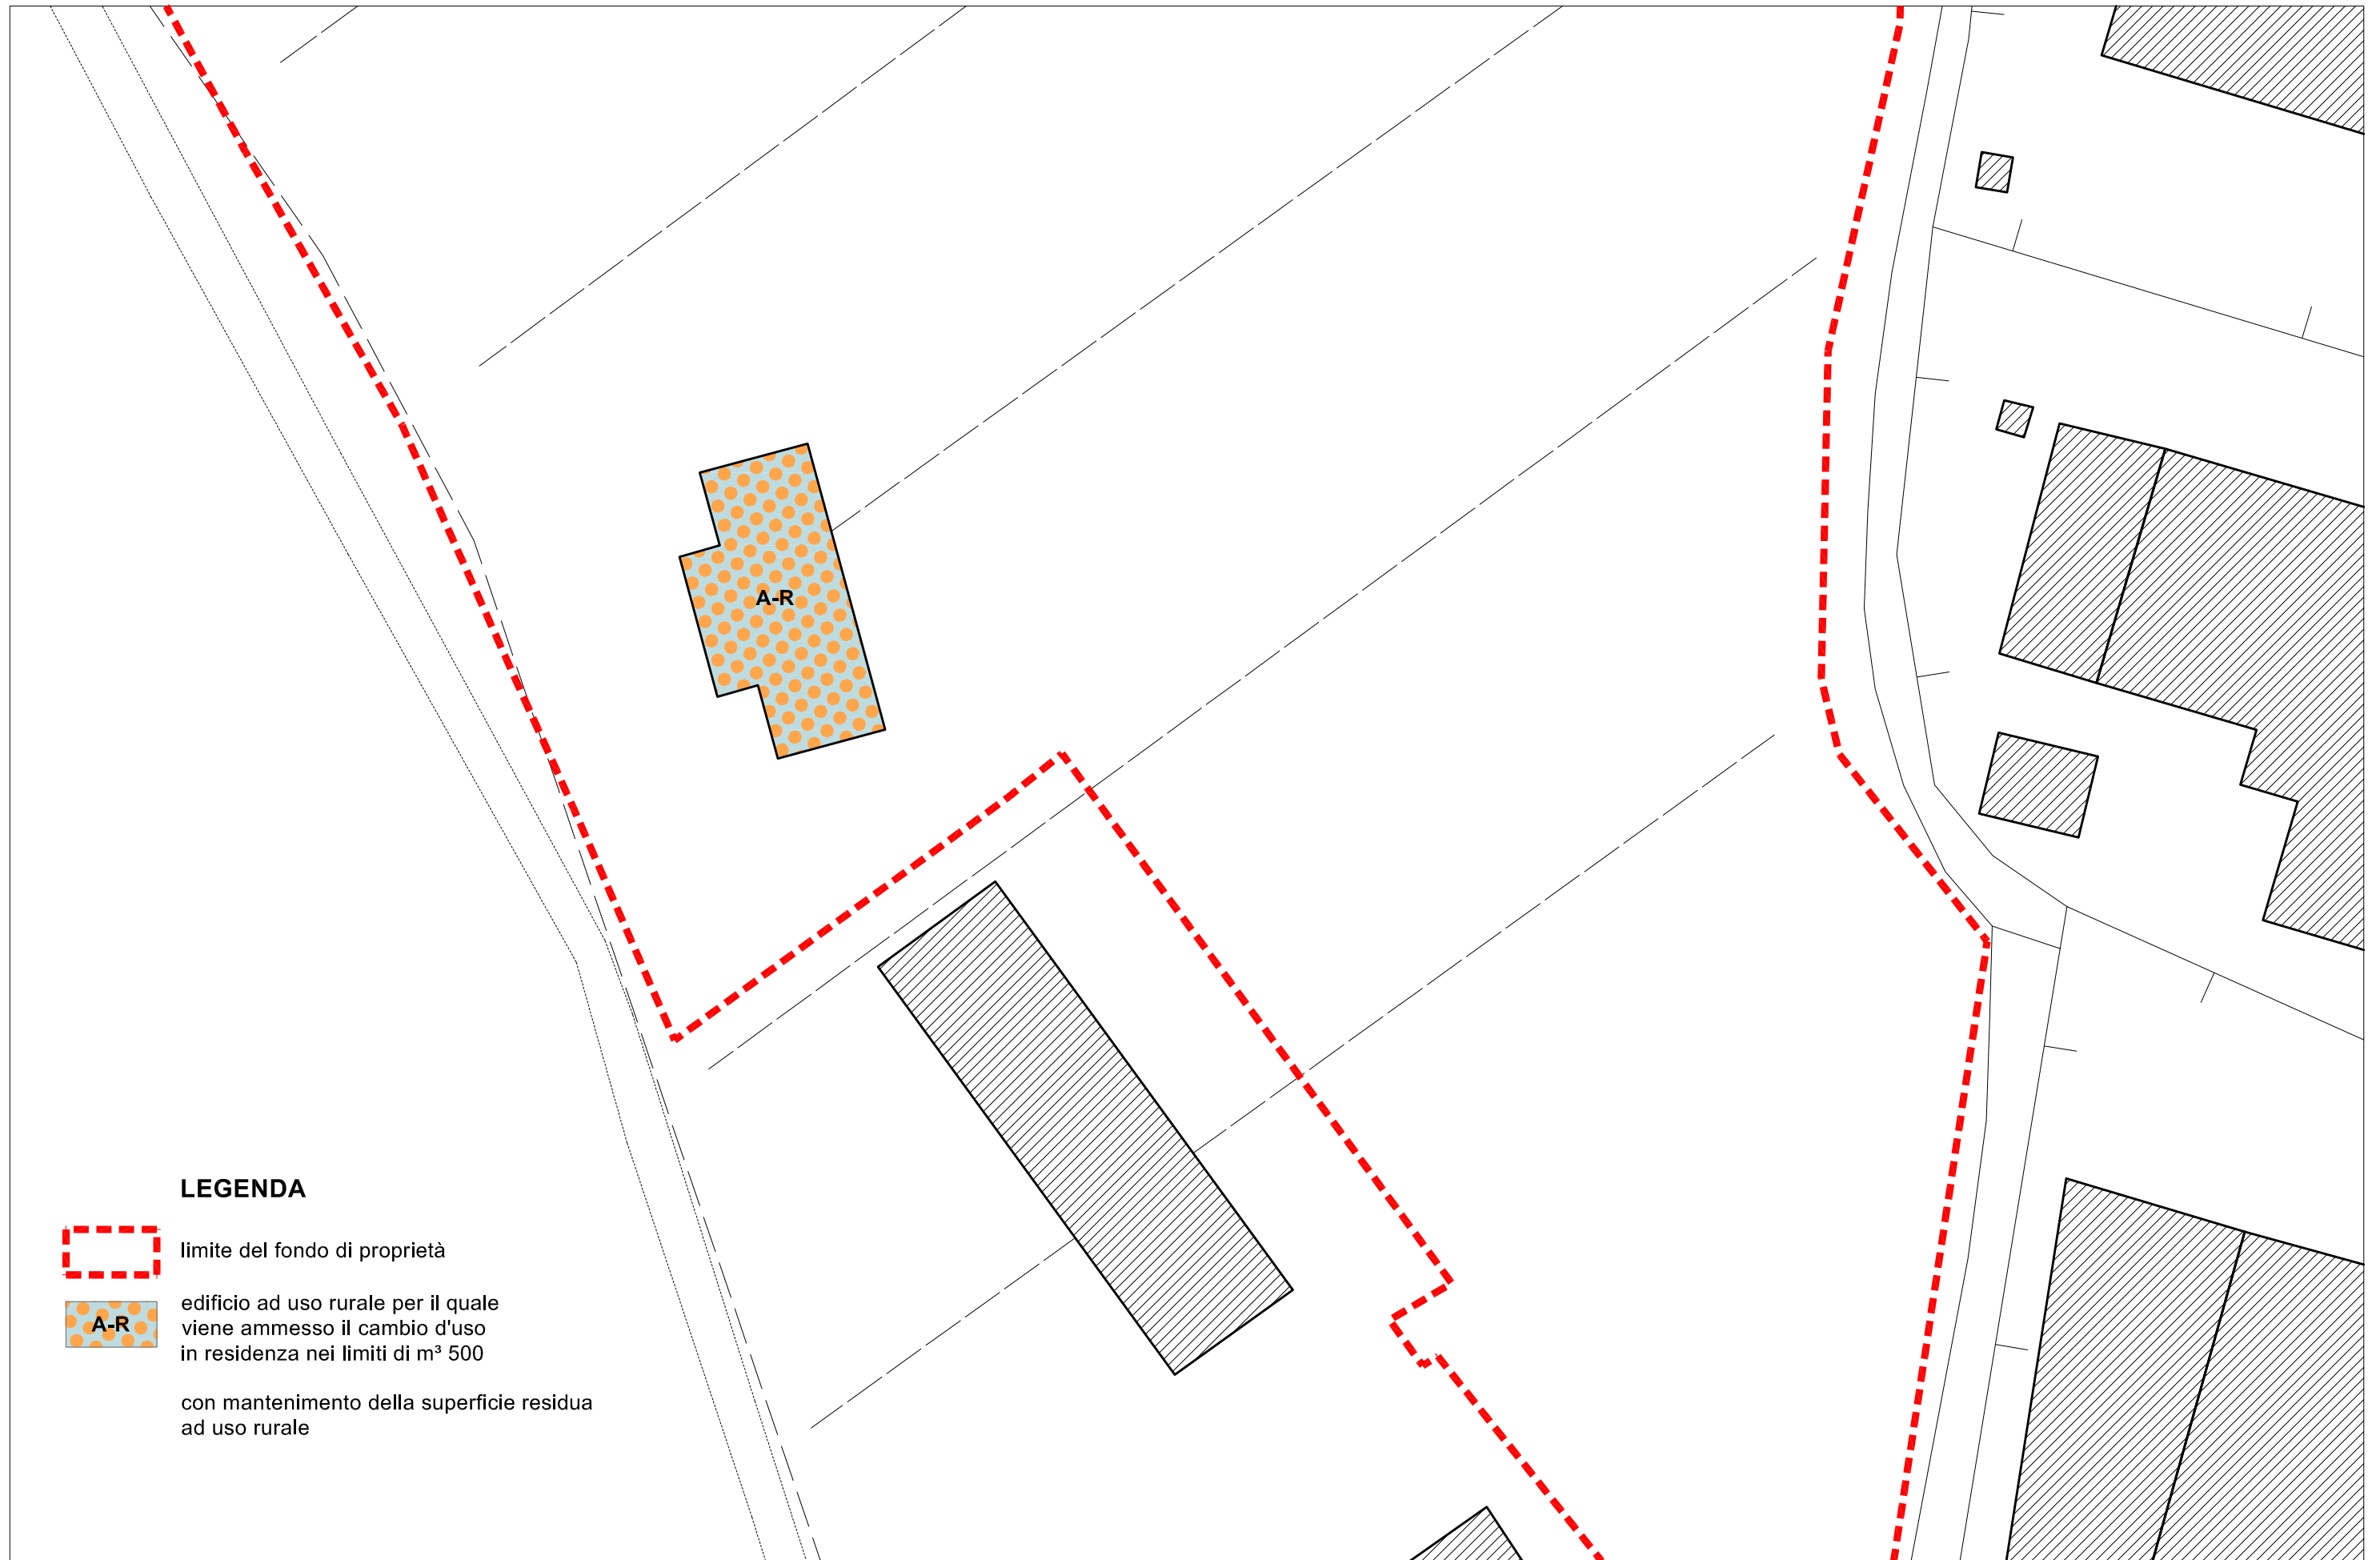 A-R
LEGENDA
limite del fondo di proprietà
A-R
edificio ad uso rurale per il quale
viene ammesso il cambio d'uso
in residenza nei limiti di m³ 500
con mantenimento della superficie residua
ad uso rurale